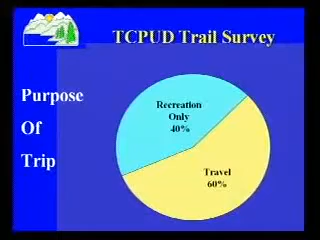 TCPUD Trail Survey
Purpose
Of
Trip
Recreation
Only
40%
Travel
60%